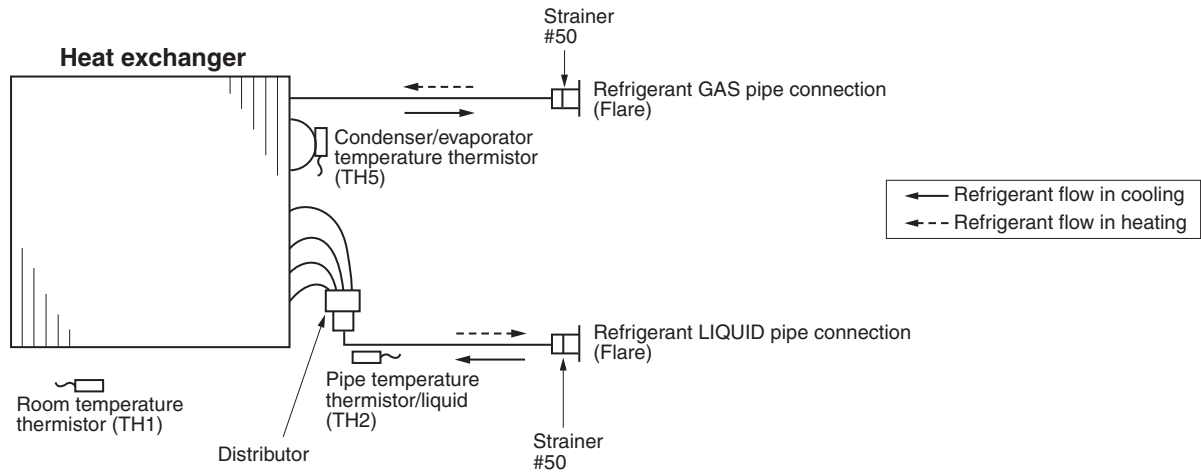 Strainer
#50
Heat exchanger
Refrigerant GAS pipe connection
(Flare)
Condenser/evaporator
temperature thermistor
(TH5)
Refrigerant flow in cooling
Refrigerant flow in heating
Refrigerant LIQUID pipe connection
(Flare)
Pipe temperature
thermistor/liquid
(TH2)
Room temperature
thermistor (TH1)
Distributor
Strainer
#50